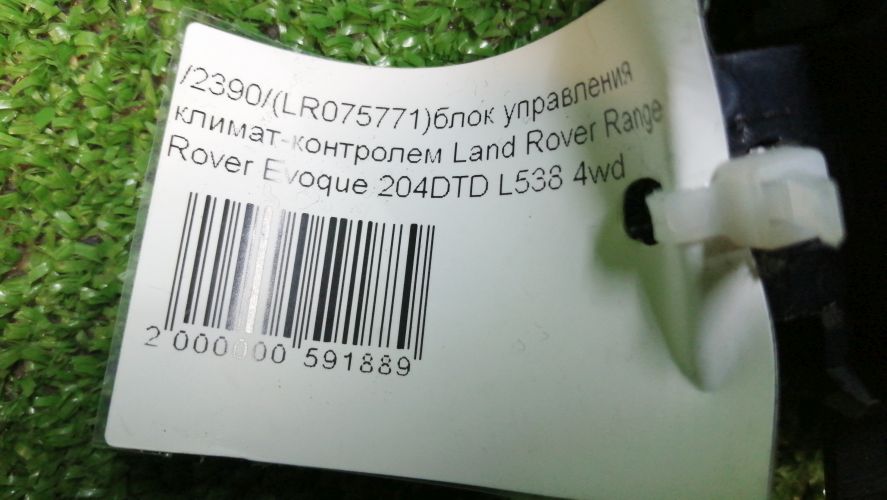 /2390/(LR075771)блок управления
климат-контролем Land Rover Range
Rover Evoque 204DTD L538 4wd
2 000000 591889